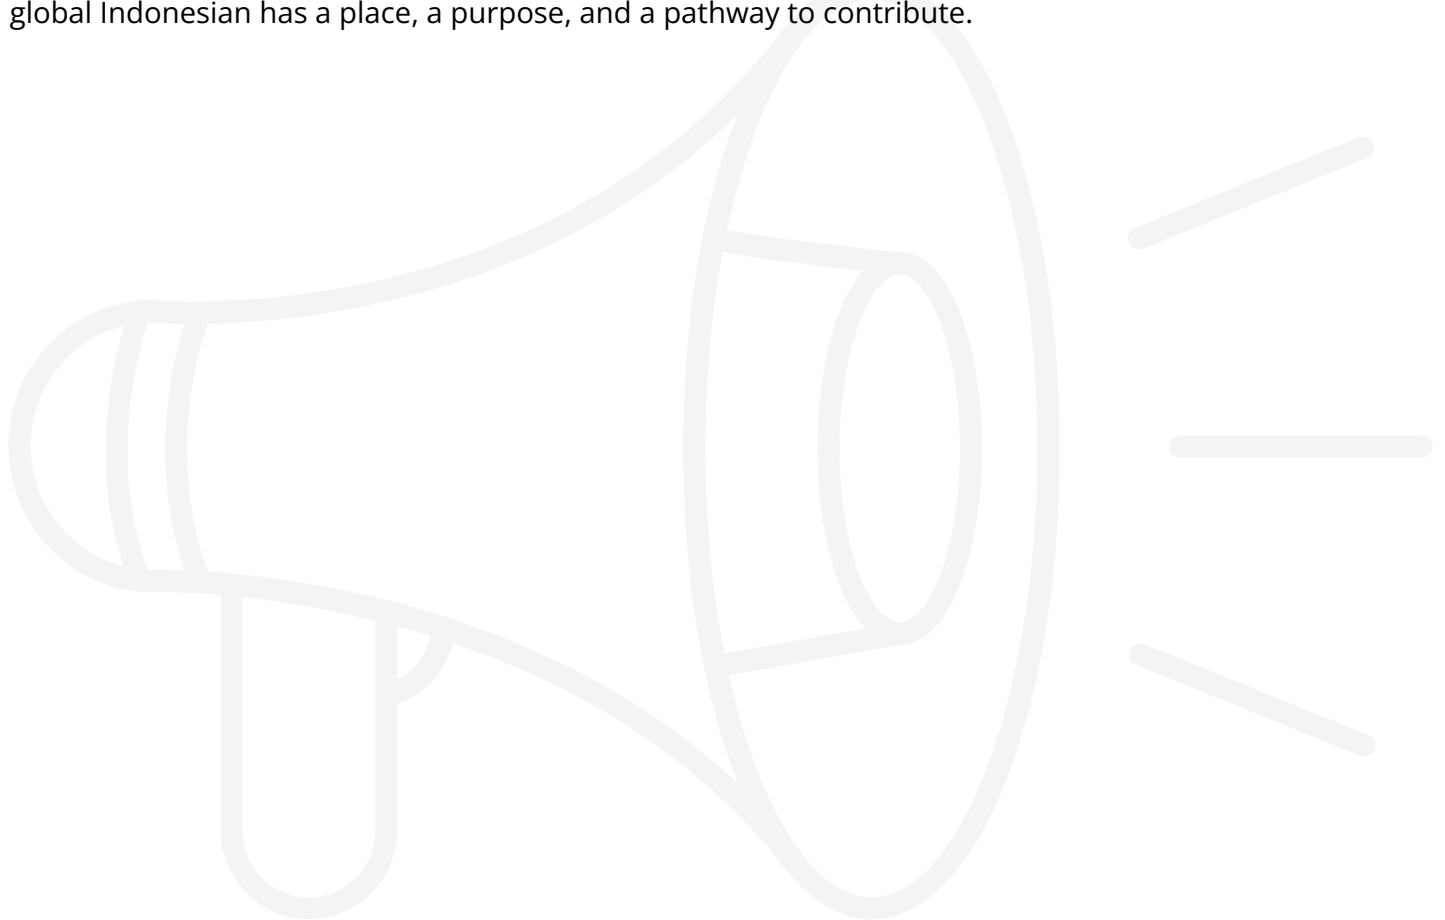 global Indonesian has a place, a purpose, and a pathway to contribute.